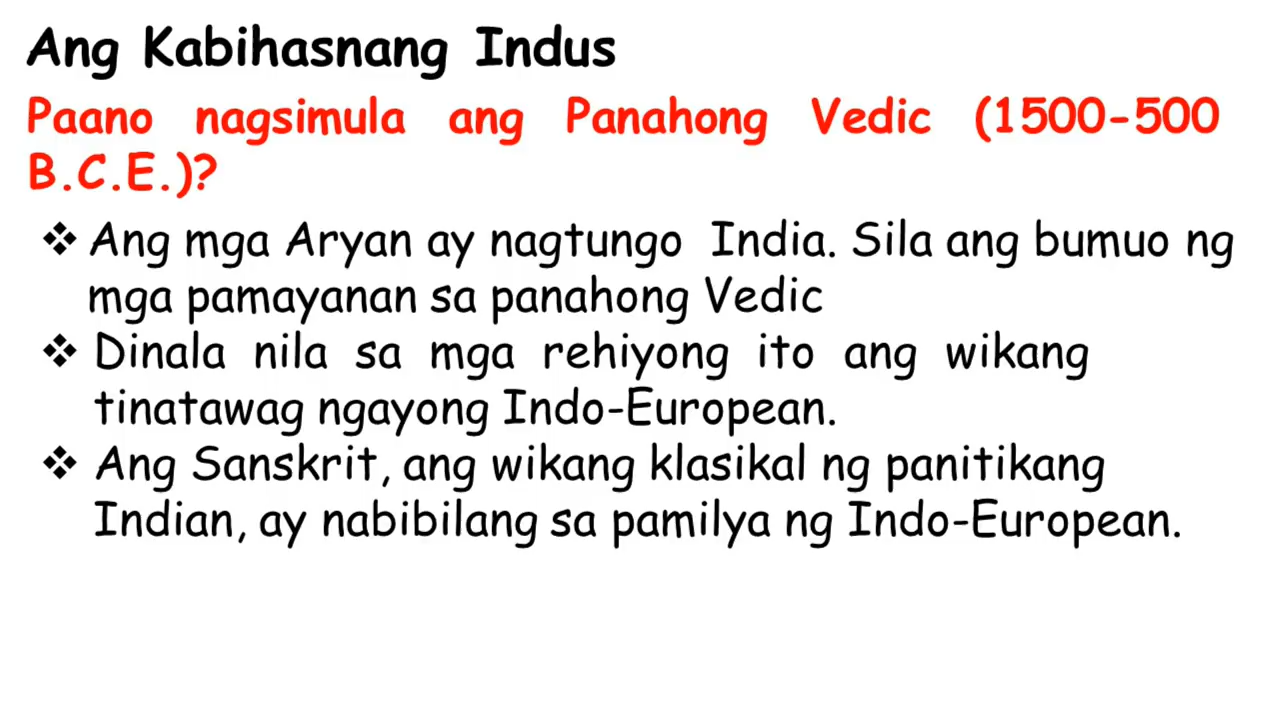 Ang Kabihasnang Indus
Paano nagsimula ang Panahong Vedic (1500-500
B.C.E.)?
❖ Ang mga Aryan ay nagtungo India. Sila ang bumuo ng
mga pamayanan sa panahong Vedic
❖ Dinala nila sa mga rehiyong ito ang wikang
tinatawag ngayong Indo-European.
❖ Ang Sanskrit, ang wikang klasikal ng panitikang
Indian, ay nabibilang sa pamilya ng Indo-European.